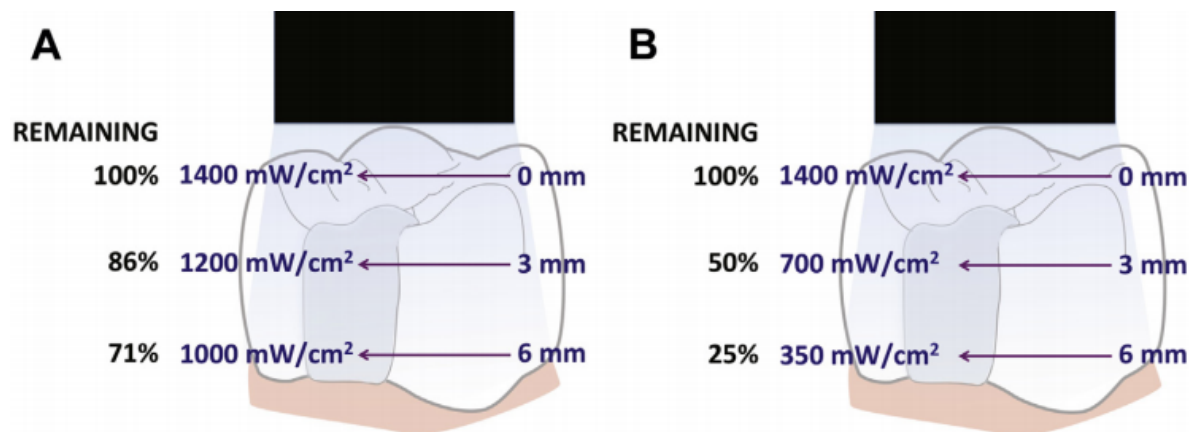 A
REMAINING
100% 1400 mW/cm² 0 mm
86% 1200 mW/cm² 3 mm
71% 1000 mW/cm² 6 mm
B
REMAINING
100% 1400 mW/cm² 0 mm
50% 700 mW/cm² 3 mm
25% 350 mW/cm² 6 mm